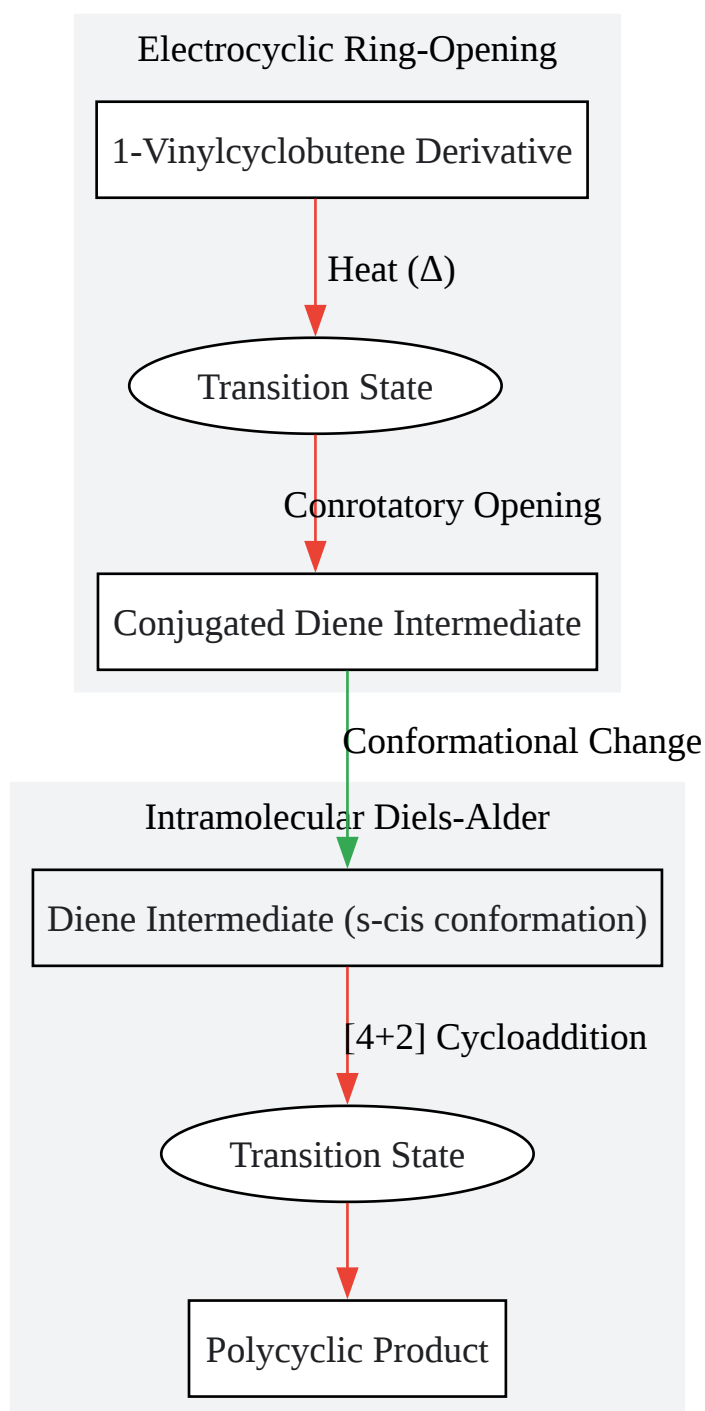 Electrocyclic Ring-Opening
1-Vinylcyclobutene Derivative
Heat (Δ)
Transition State
Conrotatory Opening
Conjugated Diene Intermediate
Conformational Change
Intramolecular Diels-Alder
Diene Intermediate (s-cis conformation)
[4+2] Cycloaddition
Transition State
Polycyclic Product